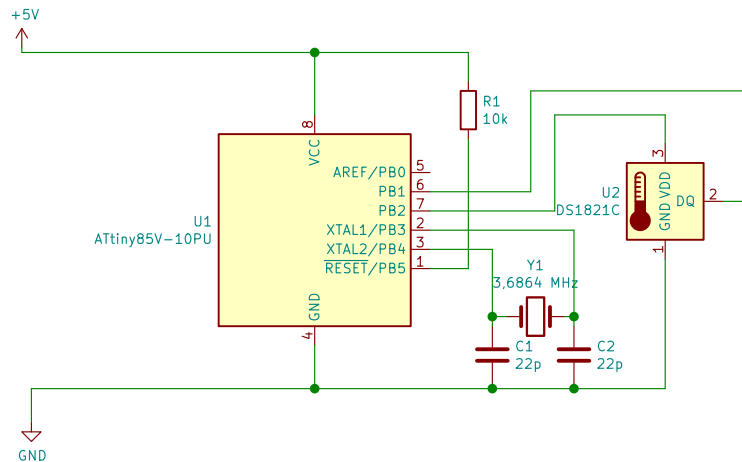 +5V
R1
10k
8
VCC
AREF/PB0
5
PB1
6
PB2
7
XTAL1/PB3
2
XTAL2/PB4
3
RESET/PB5
1
GND
4
U1
ATtiny85V-10PU
U2
DS1821C
3
VDD
DQ
2
GND
1
Y1
3,6864 MHz
C1
22p
C2
22p
GND